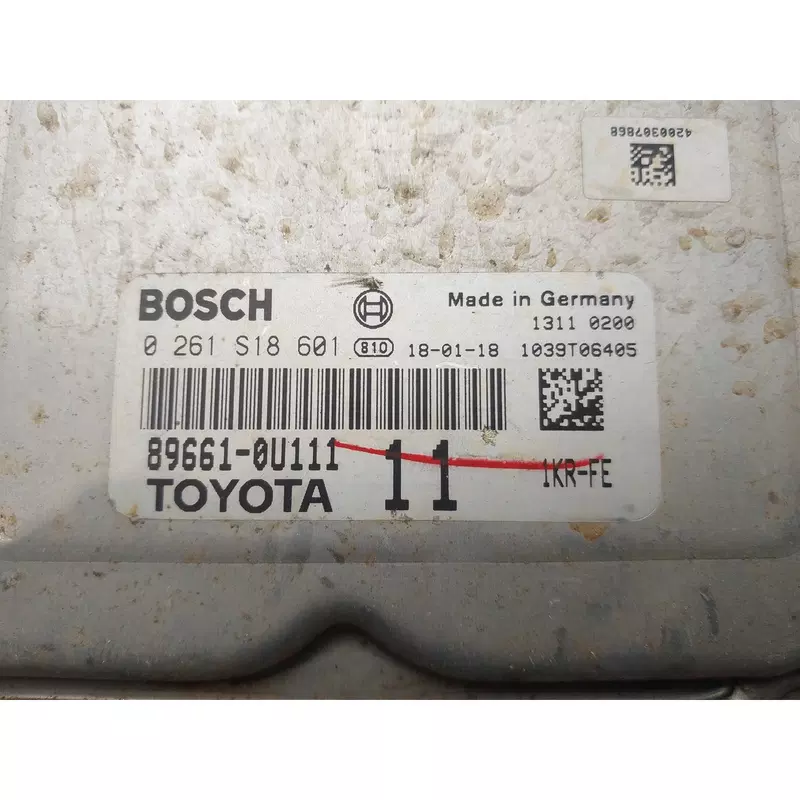 4200307868
BOSCH Made in Germany
1311 0200
0 261 S18 601 810 18-01-18 1039T06405
89661-0U111 11 1KR-FE
TOYOTA